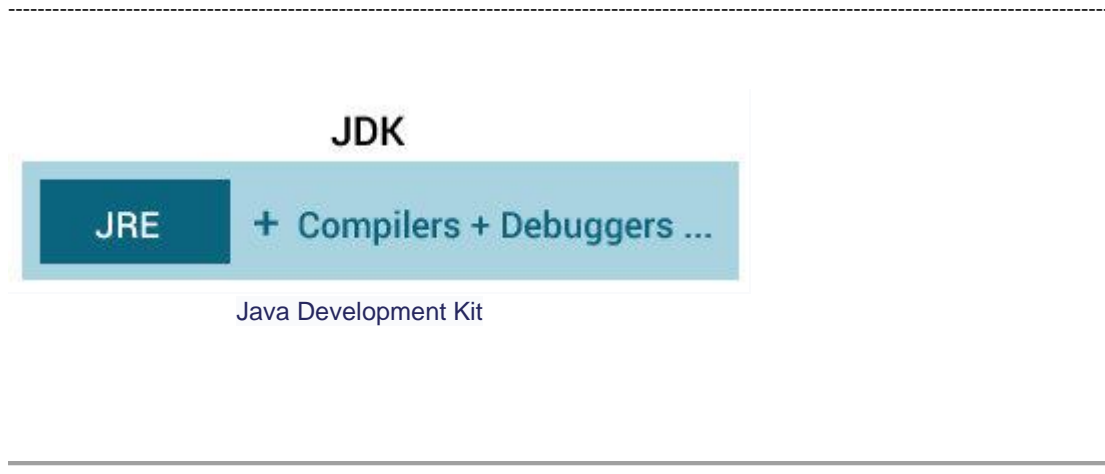 JDK
JRE + Compilers + Debuggers ...
Java Development Kit